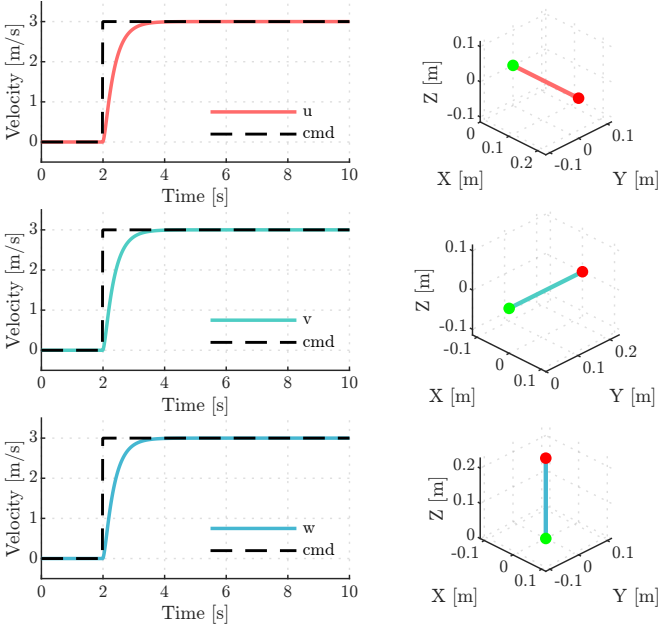 Velocity [m/s]
3
2
1
0
u
cmd
0 2 4 6 8 10
Time [s]
Z [m]
0.1
0
-0.1
0 0.1 0.2
X [m]
-0.1 0 0.1
Y [m]
Velocity [m/s]
3
2
1
0
v
cmd
0 2 4 6 8 10
Time [s]
Z [m]
0.1
0
-0.1
-0.1 0 0.1
X [m]
0 0.1 0.2
Y [m]
Velocity [m/s]
3
2
1
0
w
cmd
0 2 4 6 8 10
Time [s]
Z [m]
0.2
0.1
0
-0.1 0 0.1
X [m]
-0.1 0 0.1
Y [m]